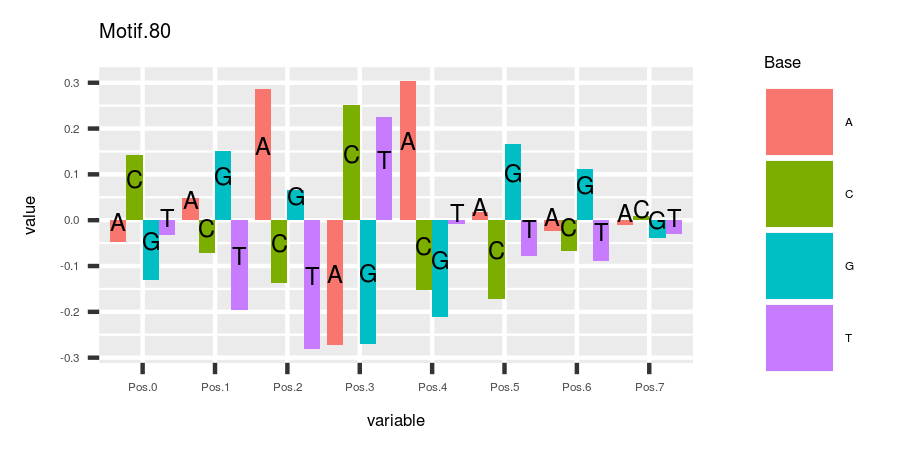 Motif.80
value
0.3
0.2
0.1
0.0
-0.1
-0.2
-0.3
A C G T A C G T A C G T A C G T A C G T A C G T A C G T A C G T
Pos.0 Pos.1 Pos.2 Pos.3 Pos.4 Pos.5 Pos.6 Pos.7
variable
Base
A
C
G
T